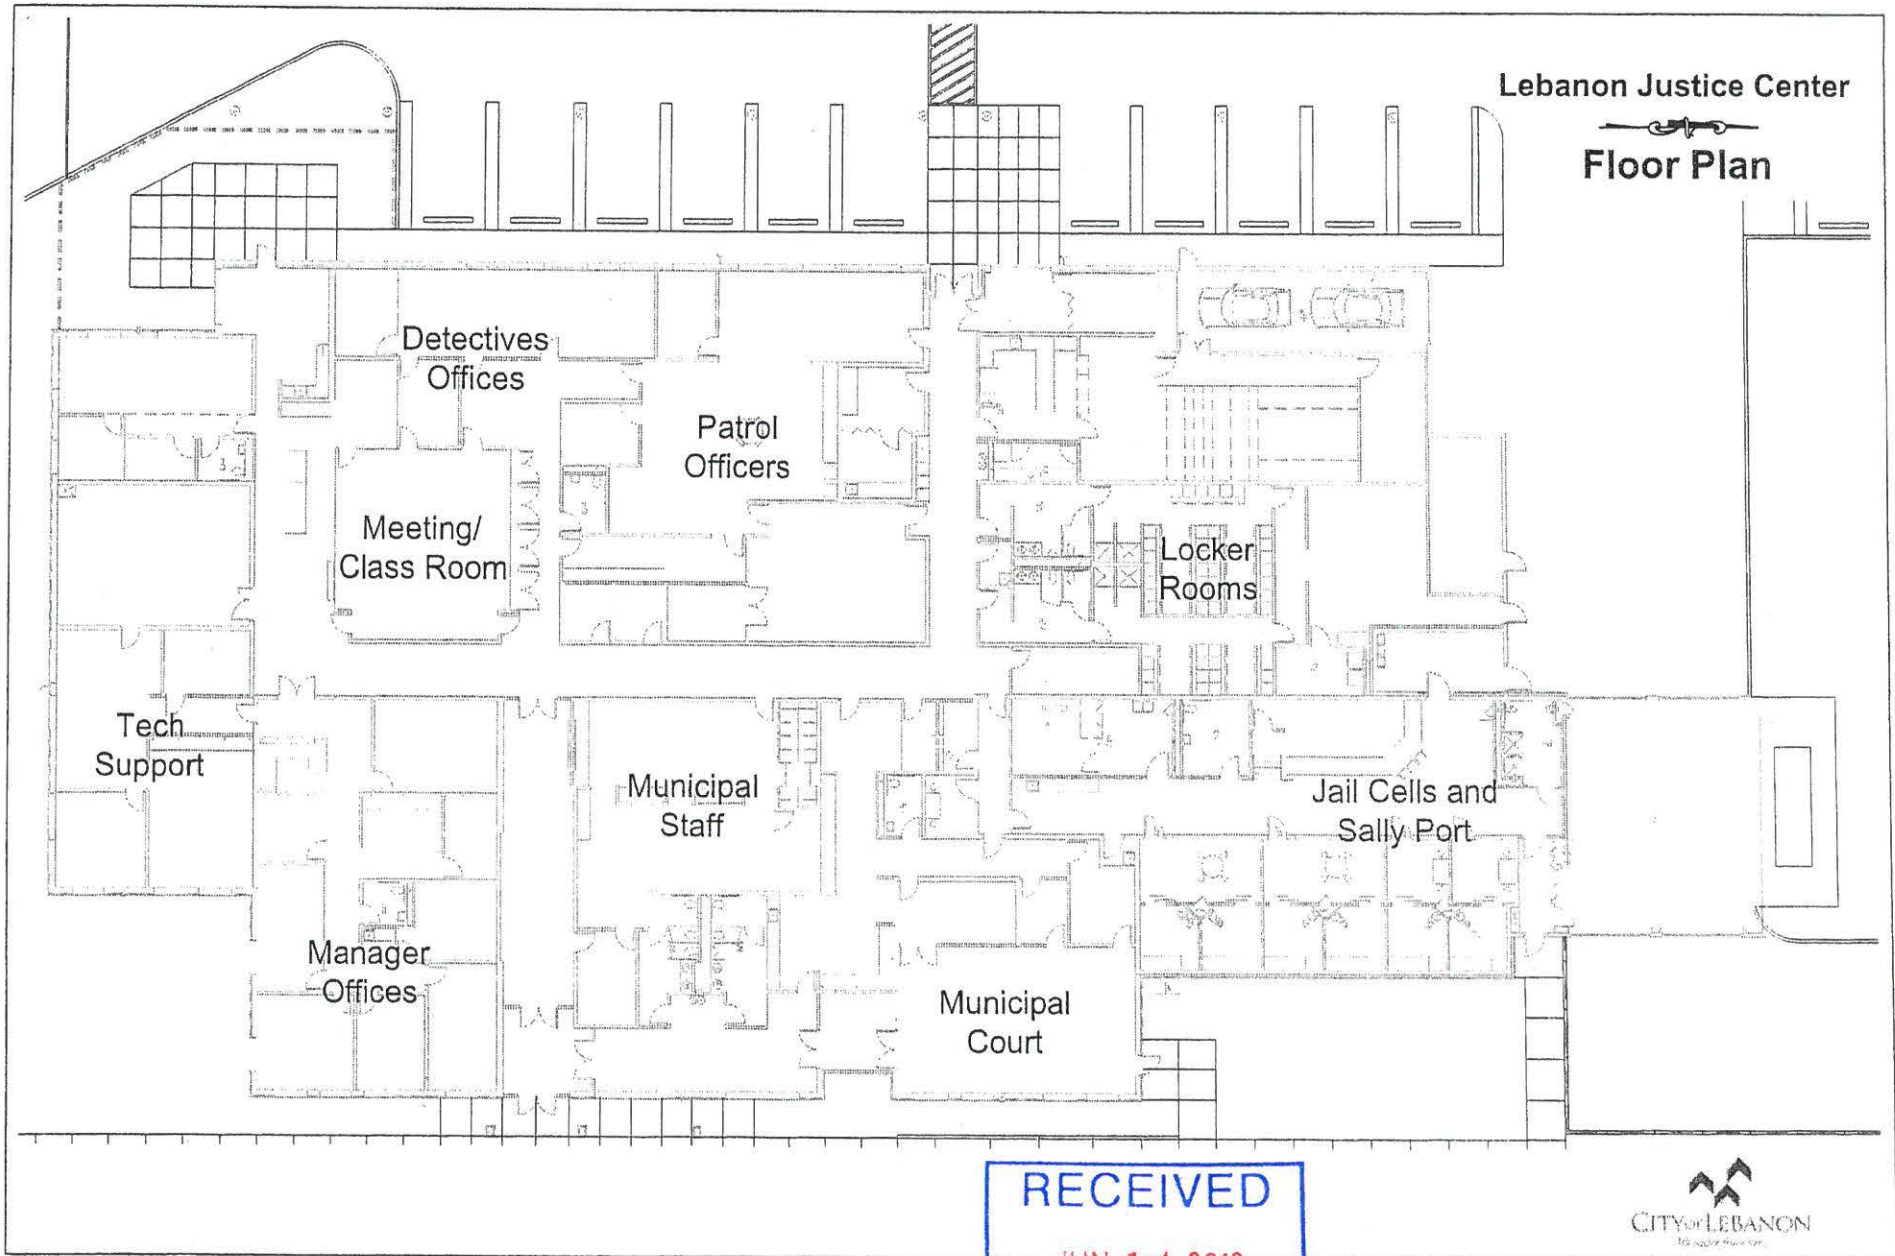 Lebanon Justice Center
Floor Plan
Detectives
Offices
Patrol
Officers
Meeting/
Class Room
Locker
Rooms
Tech
Support
Municipal
Staff
Jail Cells and
Sally Port
Manager
Offices
Municipal
Court
RECEIVED
CITY OF LEBANON